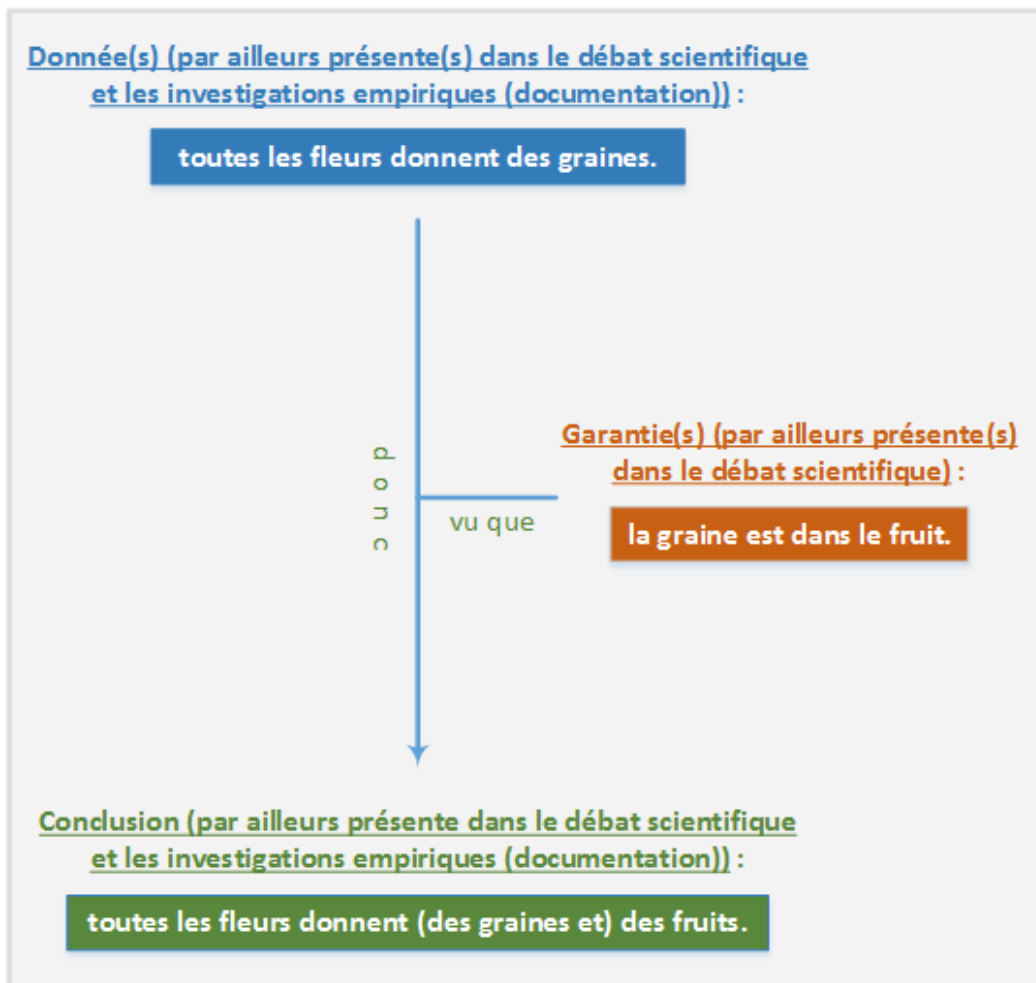 Donnée(s) (par ailleurs présente(s) dans le débat scientifique
et les investigations empiriques (documentation)) :
toutes les fleurs donnent des graines.
donc
Garantie(s) (par ailleurs présente(s)
dans le débat scientifique) :
vu que
la graine est dans le fruit.
Conclusion (par ailleurs présente dans le débat scientifique
et les investigations empiriques (documentation)) :
toutes les fleurs donnent (des graines et) des fruits.